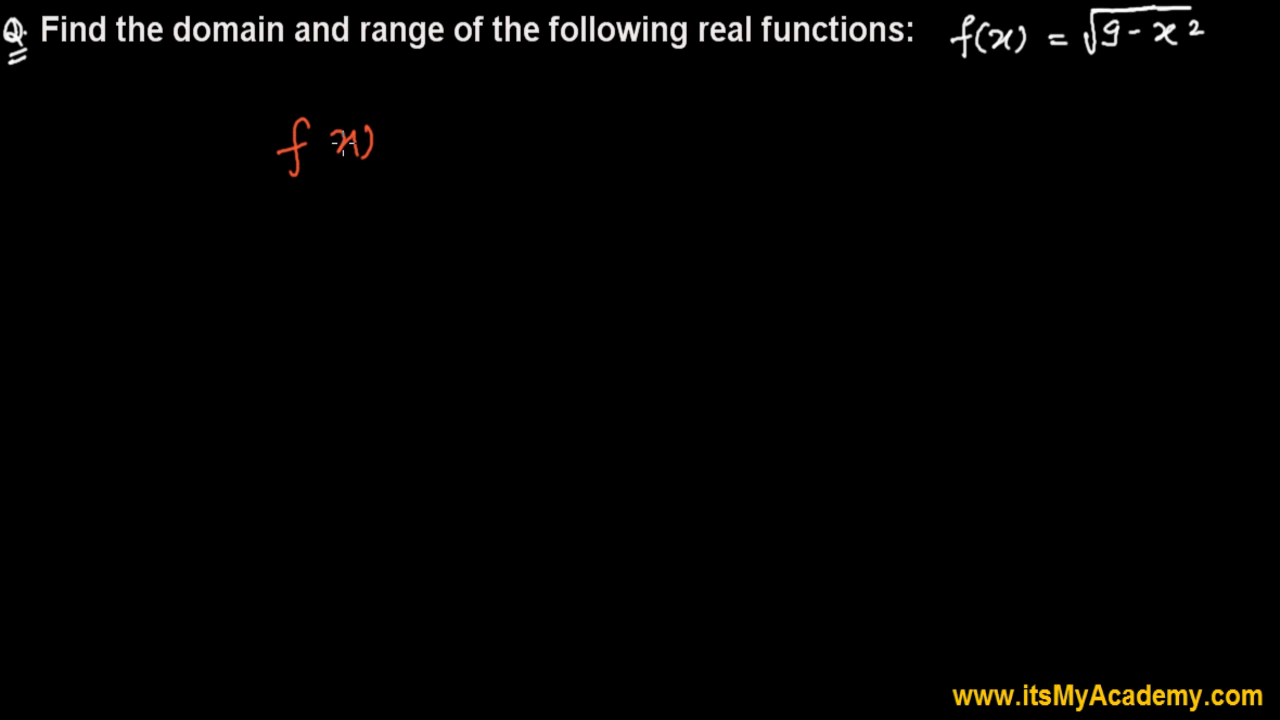 Q. Find the domain and range of the following real functions: f(x) = √9-x²
f x)
www.itsMyAcademy.com